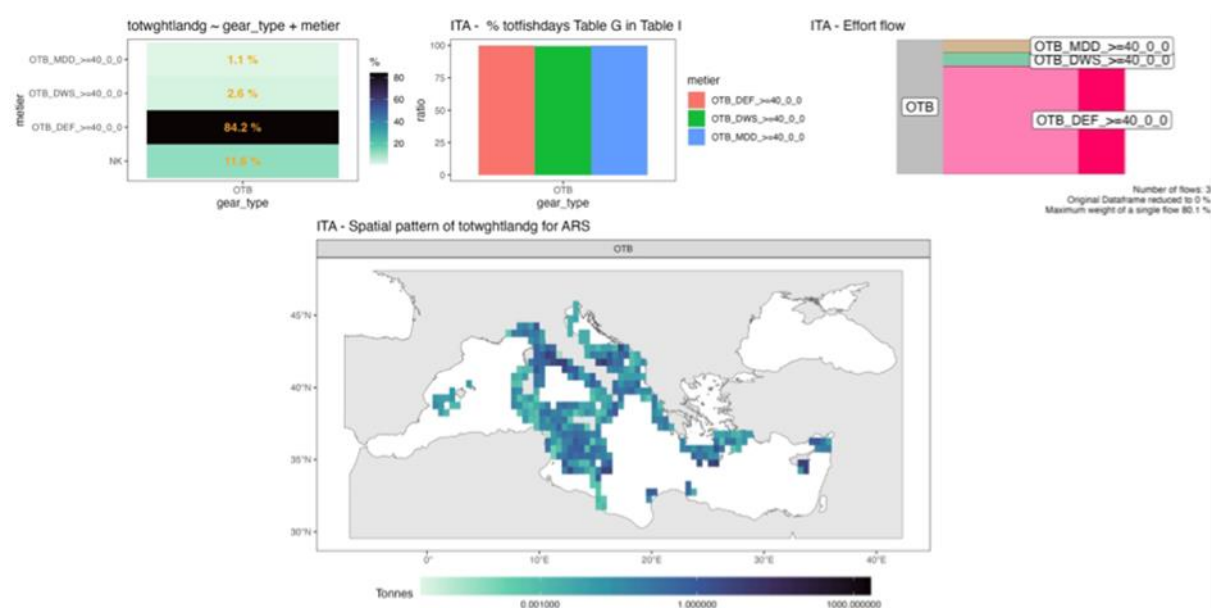 totwghtlandg ~ gear_type + metier
metier
OTB_MDD_>=40_0_0
OTB_DWS_>=40_0_0
OTB_DEF_>=40_0_0
NK
1.1 %
2.6 %
84.2 %
11.6 %
OTB
gear_type
%
80
60
40
20
ITA - % totfishdays Table G in Table I
ratio
100
75
50
25
0
OTB
gear_type
metier
OTB_DEF_>=40_0_0
OTB_DWS_>=40_0_0
OTB_MDD_>=40_0_0
ITA - Effort flow
OTB
OTB_MDD_>=40_0_0
OTB_DWS_>=40_0_0
OTB_DEF_>=40_0_0
Number of flows: 3
Original Dataframe reduced to 0 %
Maximum weight of a single flow 80.1 %
ITA - Spatial pattern of totwghtlandg for ARS
OTB
45°N
40°N
35°N
30°N
0°
10°E
20°E
30°E
40°E
Tonnes
0.001000
1.000000
1000.000000